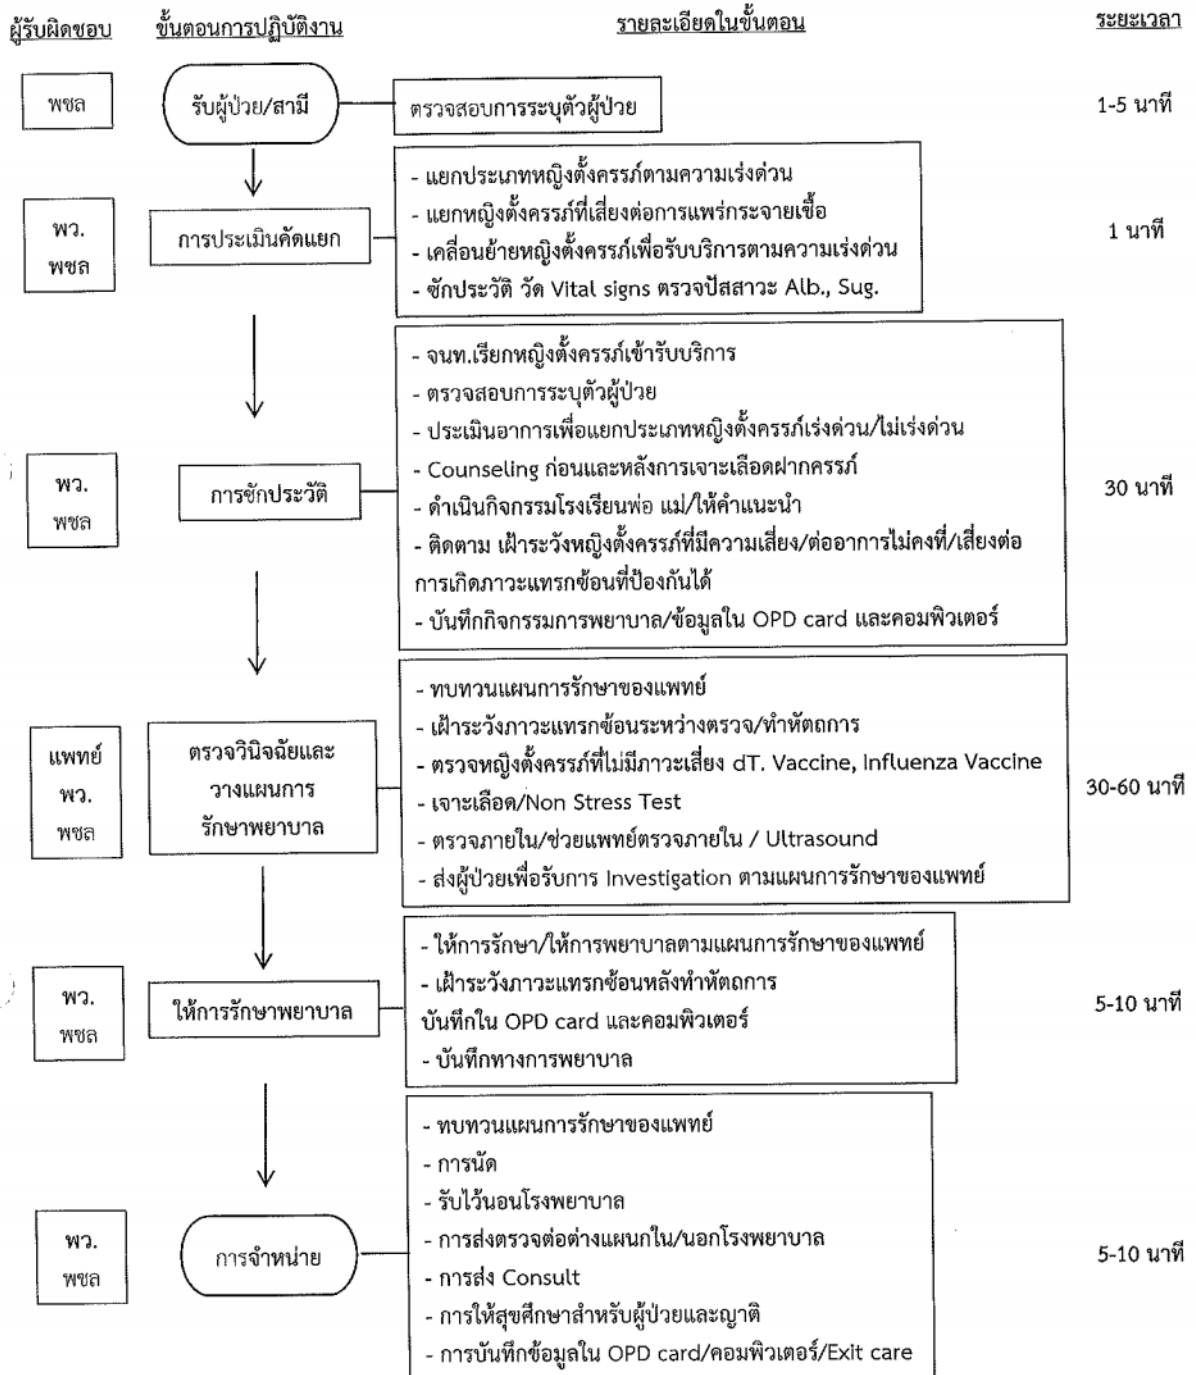 ผู้รับผิดชอบ ขั้นตอนการปฏิบัติงาน รายละเอียดในขั้นตอน ระยะเวลา
พชล
รับผู้ป่วย/สามี
ตรวจสอบการระบุตัวผู้ป่วย
1-5 นาที
พว.
พชล
การประเมินคัดแยก
- แยกประเภทหญิงตั้งครรภ์ตามความเร่งด่วน
- แยกหญิงตั้งครรภ์ที่เสี่ยงต่อการแพร่กระจายเชื้อ
- เคลื่อนย้ายหญิงตั้งครรภ์เพื่อรับบริการตามความเร่งด่วน
- ซักประวัติ วัด Vital signs ตรวจปัสสาวะ Alb., Sug.
1 นาที
พว.
พชล
การซักประวัติ
- จนท.เรียกหญิงตั้งครรภ์เข้ารับบริการ
- ตรวจสอบการระบุตัวผู้ป่วย
- ประเมินอาการเพื่อแยกประเภทหญิงตั้งครรภ์เร่งด่วน/ไม่เร่งด่วน
- Counseling ก่อนและหลังการเจาะเลือดฝากครรภ์
- ดำเนินกิจกรรมโรงเรียนพ่อ แม่/ให้คำแนะนำ
- ติดตาม เฝ้าระวังหญิงตั้งครรภ์ที่มีความเสี่ยง/ต่ออาการไม่คงที่/เสี่ยงต่อ
การเกิดภาวะแทรกซ้อนที่ป้องกันได้
- บันทึกกิจกรรมการพยาบาล/ข้อมูลใน OPD card และคอมพิวเตอร์
30 นาที
แพทย์
พว.
พชล
ตรวจวินิจฉัยและ
วางแผนการ
รักษาพยาบาล
- ทบทวนแผนการรักษาของแพทย์
- เฝ้าระวังภาวะแทรกซ้อนระหว่างตรวจ/ทำหัตถการ
- ตรวจหญิงตั้งครรภ์ที่ไม่มีภาวะเสี่ยง dT. Vaccine, Influenza Vaccine
- เจาะเลือด/Non Stress Test
- ตรวจภายใน/ช่วยแพทย์ตรวจภายใน / Ultrasound
- ส่งผู้ป่วยเพื่อรับการ Investigation ตามแผนการรักษาของแพทย์
30-60 นาที
พว.
พชล
ให้การรักษาพยาบาล
- ให้การรักษา/ให้การพยาบาลตามแผนการรักษาของแพทย์
- เฝ้าระวังภาวะแทรกซ้อนหลังทำหัตถการ
บันทึกใน OPD card และคอมพิวเตอร์
- บันทึกทางการพยาบาล
5-10 นาที
พว.
พชล
การจำหน่าย
- ทบทวนแผนการรักษาของแพทย์
- การนัด
- รับไว้นอนโรงพยาบาล
- การส่งตรวจต่อต่างแผนกใน/นอกโรงพยาบาล
- การส่ง Consult
- การให้สุขศึกษาสำหรับผู้ป่วยและญาติ
- การบันทึกข้อมูลใน OPD card/คอมพิวเตอร์/Exit care
5-10 นาที